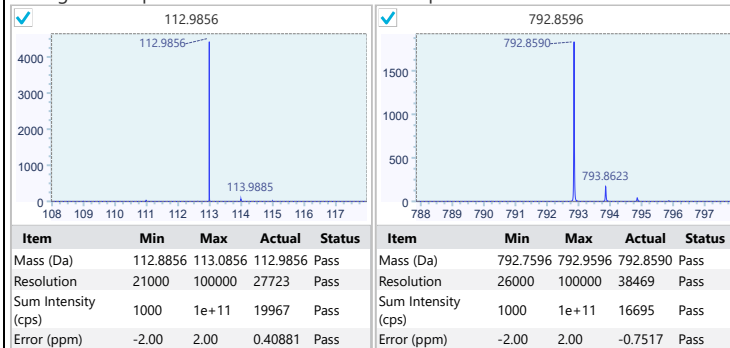 112.9856
112.9856
4000
3000
2000
1000
0
113.9885
108 109 110 111 112 113 114 115 116 117
Item Min Max Actual Status
Mass (Da) 112.8856 113.0856 112.9856 Pass
Resolution 21000 100000 27723 Pass
Sum Intensity
(cps) 1000 1e+11 19967 Pass
Error (ppm) -2.00 2.00 0.40881 Pass
792.8596
792.8590
1500
1000
500
0
793.8623
788 789 790 791 792 793 794 795 796 797
Item Min Max Actual Status
Mass (Da) 792.7596 792.9596 792.8590 Pass
Resolution 26000 100000 38469 Pass
Sum Intensity
(cps) 1000 1e+11 16695 Pass
Error (ppm) -2.00 2.00 -0.7517 Pass